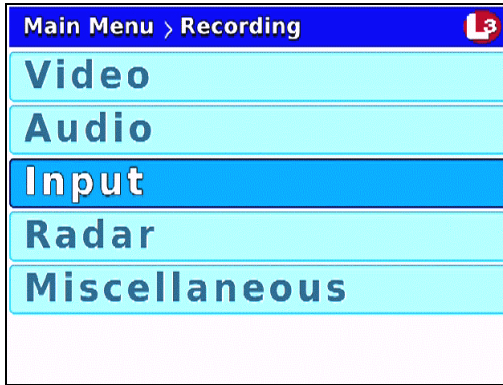 Main Menu > Recording L3
Video
Audio
Input
Radar
Miscellaneous